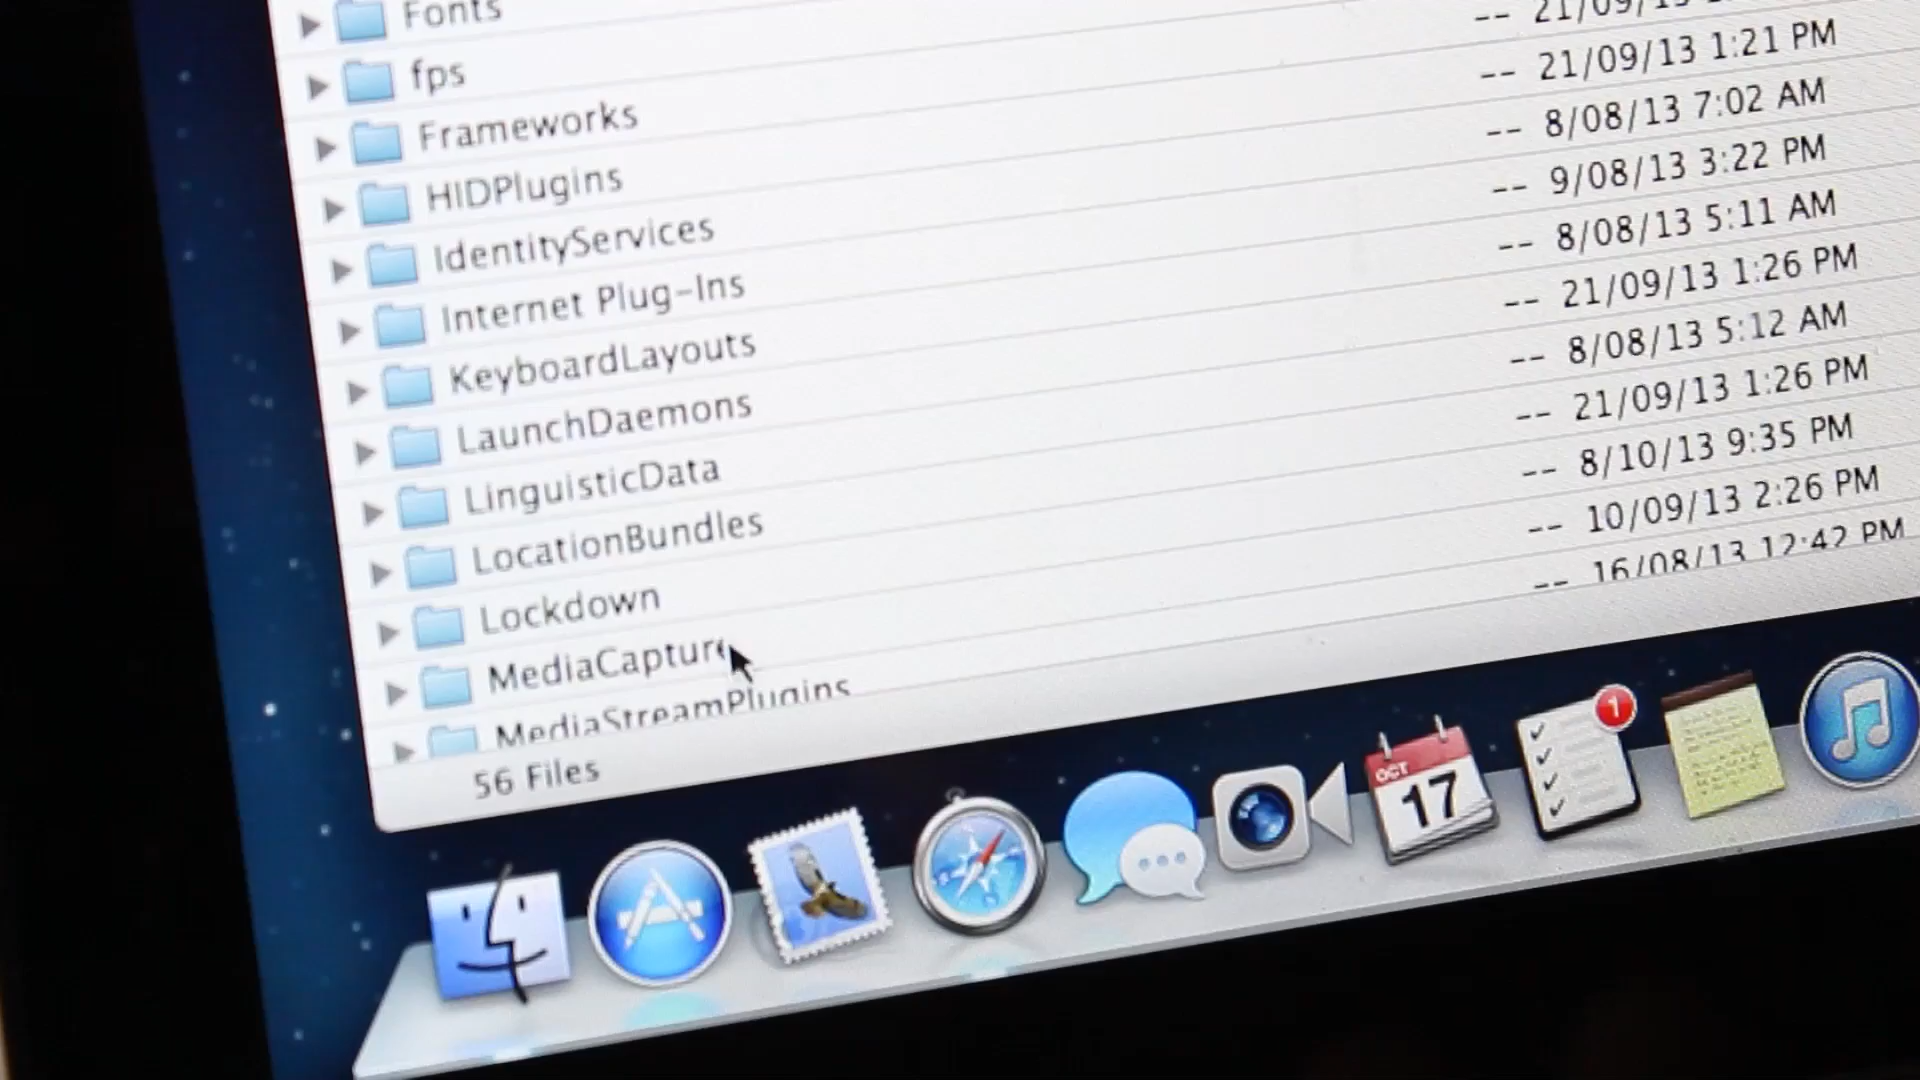 Fonts
fps
Frameworks -- 21/09/13
HIDPlugins -- 21/09/13 1:21 PM
IdentityServices -- 8/08/13 7:02 AM
Internet Plug-Ins -- 9/08/13 3:22 PM
KeyboardLayouts -- 8/08/13 5:11 AM
LaunchDaemons -- 21/09/13 1:26 PM
LinguisticData -- 8/08/13 5:12 AM
LocationBundles -- 21/09/13 1:26 PM
Lockdown -- 8/10/13 9:35 PM
MediaCapture -- 10/09/13 2:26 PM
MediaStreamPlugins -- 16/08/13 12:42 PM
56 Files
OCT
17
1